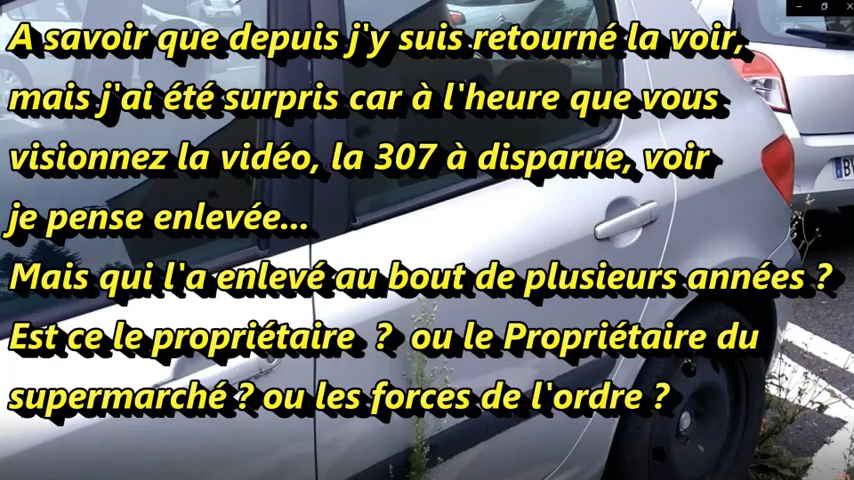 A savoir que depuis j'y suis retourné la voir,
mais j'ai été surpris car à l'heure que vous
visionnez la vidéo, la 307 à disparue, voir
je pense enlevée...
Mais qui l'a enlevé au bout de plusieurs années ?
Est ce le propriétaire ? ou le Propriétaire du
supermarché ? ou les forces de l'ordre ?